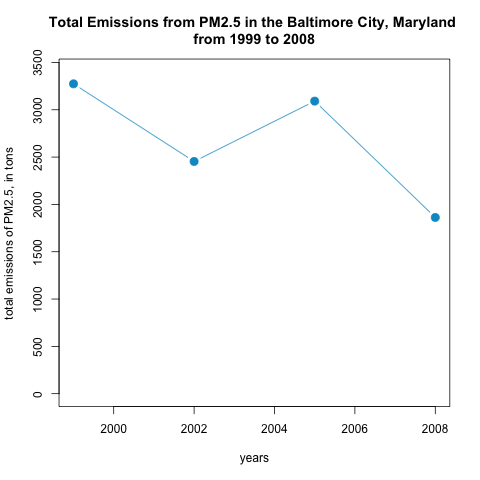 Total Emissions from PM2.5 in the Baltimore City, Maryland
from 1999 to 2008
total emissions of PM2.5, in tons
3500
3000
2500
2000
1500
1000
500
0
2000 2002 2004 2006 2008
years